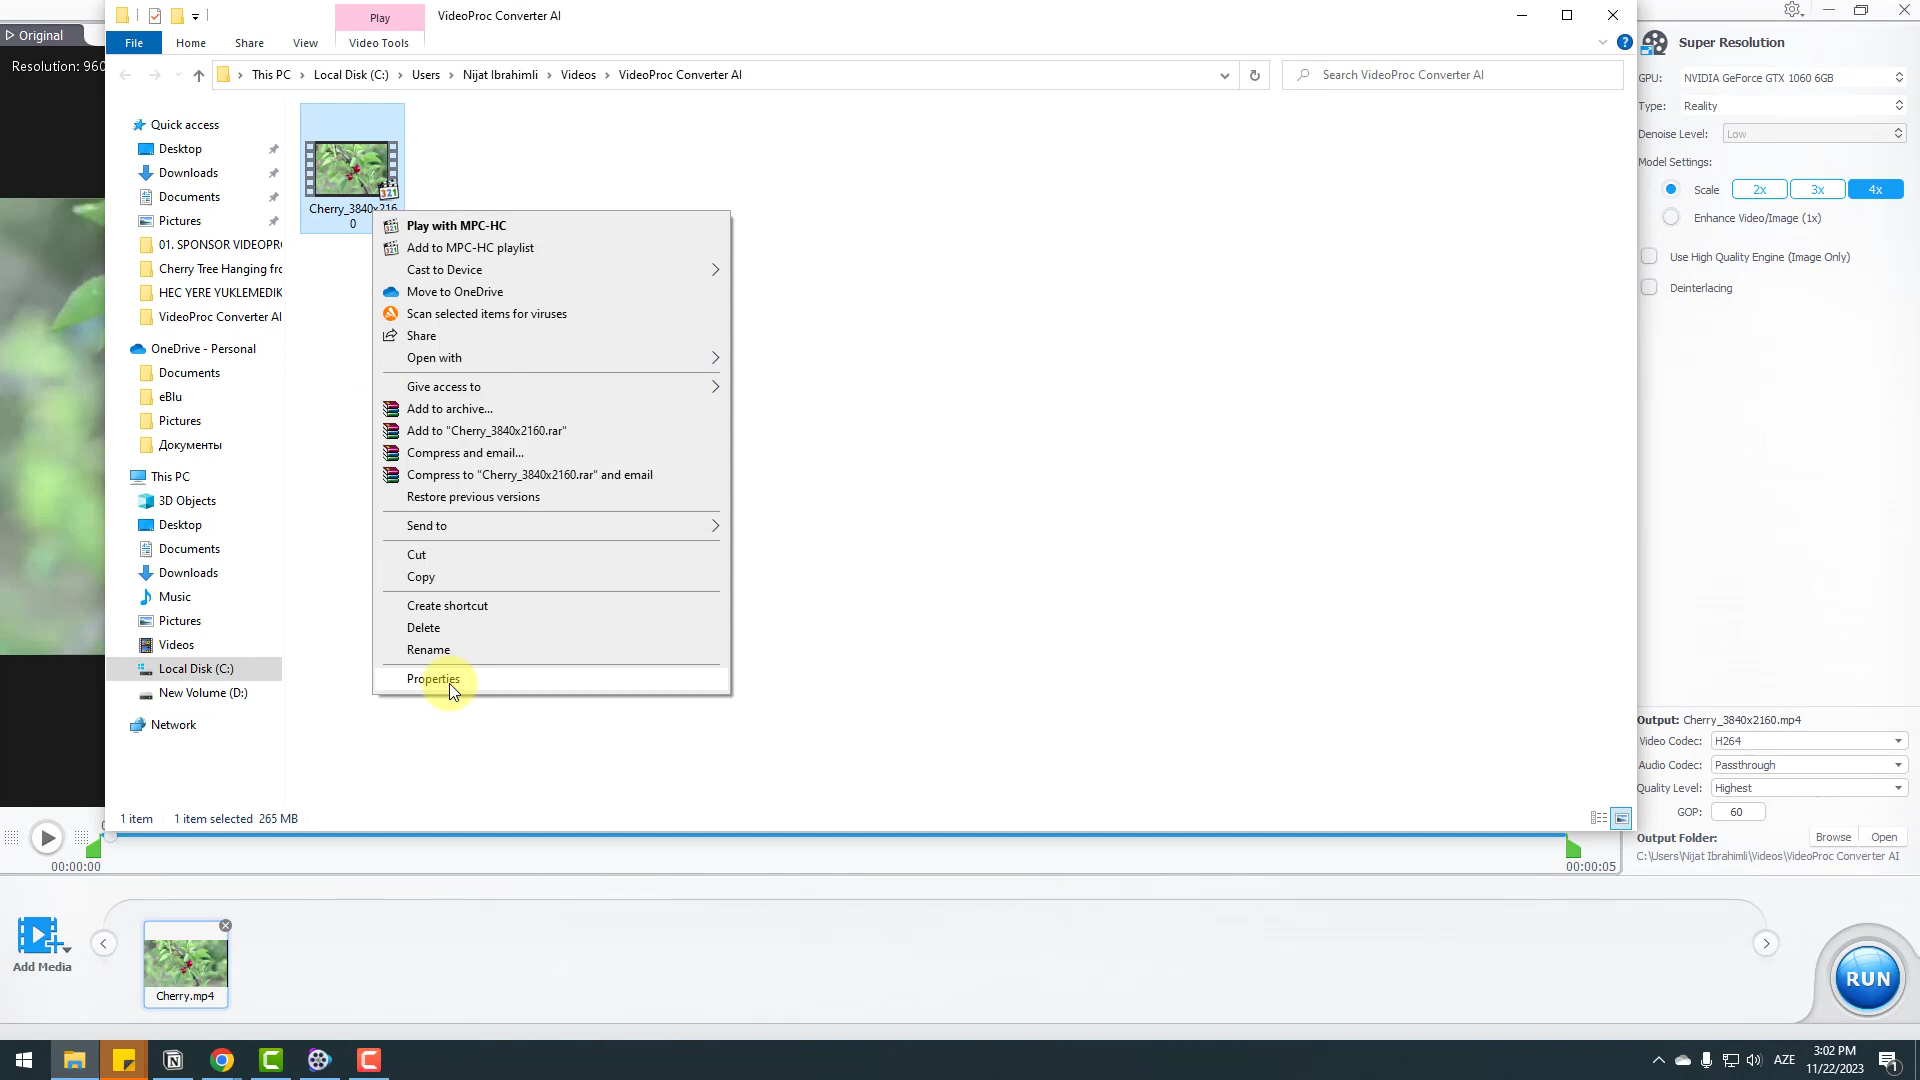 Play
VideoProc Converter AI
File
Home
Share
View
Video Tools
This PC
Local Disk (C:)
Users
Nijat Ibrahimli
Videos
VideoProc Converter AI
Search VideoProc Converter AI
Original
Resolution: 960
Quick access
Desktop
Downloads
Documents
Pictures
01. SPONSOR VIDEOPR
Cherry Tree Hanging fro
HEC YERE YUKLEMEDIK
VideoProc Converter AI
OneDrive - Personal
Documents
eBlu
Pictures
Документы
This PC
3D Objects
Desktop
Documents
Downloads
Music
Pictures
Videos
Local Disk (C:)
New Volume (D:)
Network
Cherry_3840x216
0
321
Play with MPC-HC
Add to MPC-HC playlist
Cast to Device
Move to OneDrive
Scan selected items for viruses
Share
Open with
Give access to
Add to archive...
Add to "Cherry_3840x2160.rar"
Compress and email...
Compress to "Cherry_3840x2160.rar" and email
Restore previous versions
Send to
Cut
Copy
Create shortcut
Delete
Rename
Properties
1 item
1 item selected 265 MB
Super Resolution
GPU: NVIDIA GeForce GTX 1060 6GB
Type: Reality
Denoise Level: Low
Model Settings:
Scale 2x 3x 4x
Enhance Video/Image (1x)
Use High Quality Engine (Image Only)
Deinterlacing
Output: Cherry_3840x2160.mp4
Video Codec: H264
Audio Codec: Passthrough
Quality Level: Highest
GOP: 60
Output Folder: Browse Open
C:\Users\Nijat Ibrahimli\Videos\VideoProc Converter AI
00:00:00
00:00:05
Add Media
Cherry.mp4
RUN
AZE
3:02 PM
11/22/2023
1